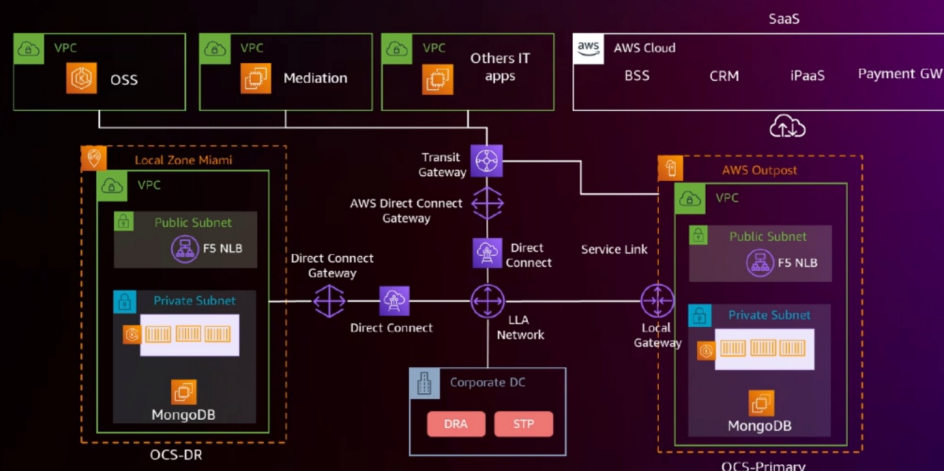 SaaS
VPC
OSS
VPC
Mediation
VPC
Others IT
apps
aws
AWS Cloud
BSS
CRM
iPaaS
Payment GW
Local Zone Miami
VPC
Public Subnet
F5 NLB
Private Subnet
MongoDB
OCS-DR
Transit
Gateway
AWS Direct Connect
Gateway
Direct
Connect
Direct Connect
Gateway
Direct Connect
LLA
Network
Service Link
Local
Gateway
Corporate DC
DRA
STP
AWS Outpost
VPC
Public Subnet
F5 NLB
Private Subnet
MongoDB
OCS-Primary